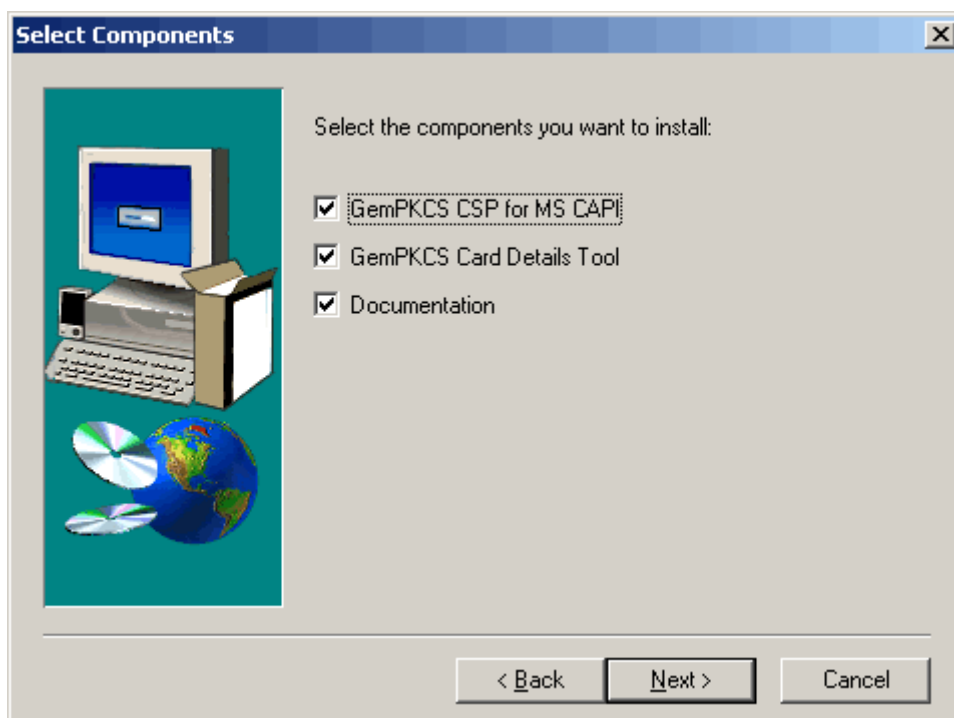 Select Components
Select the components you want to install:
GemPKCS CSP for MS CAPI
GemPKCS Card Details Tool
Documentation
< Back
Next >
Cancel